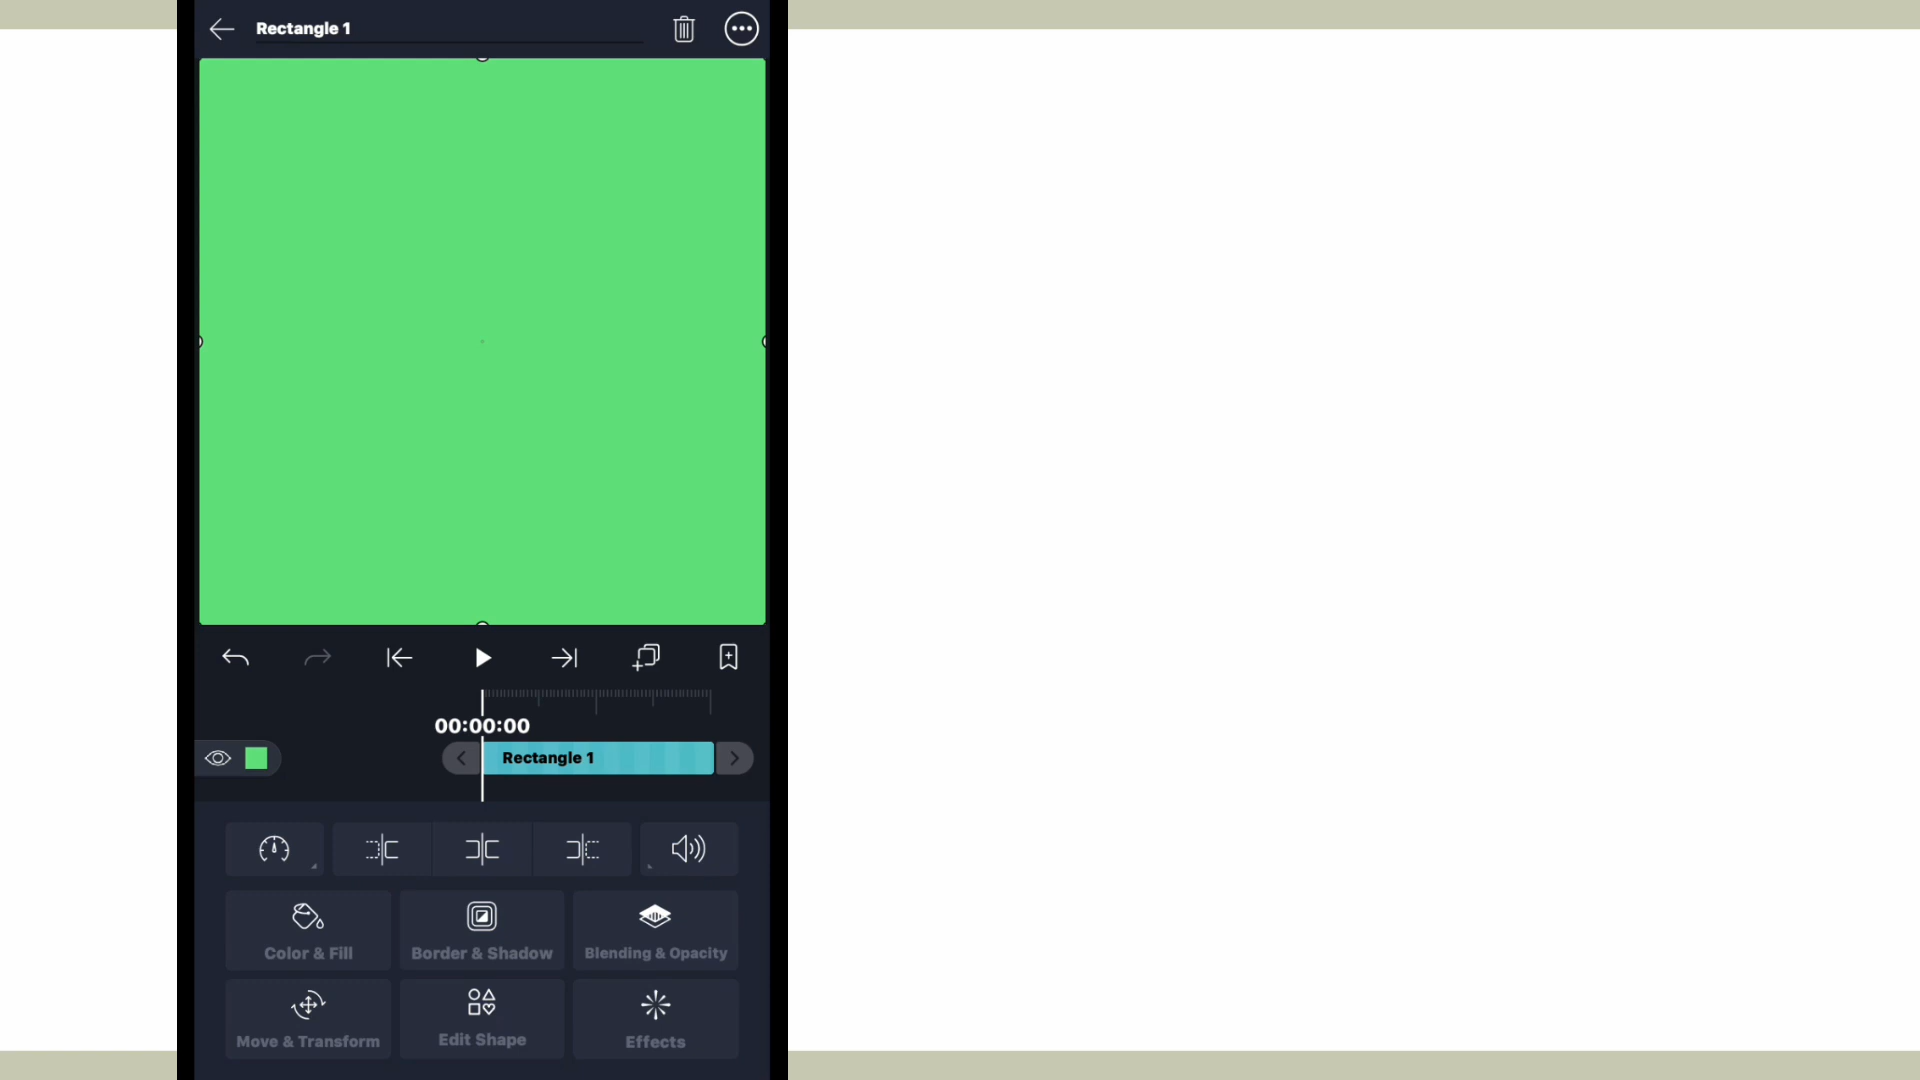 Rectangle 1
00:00:00
Rectangle 1
Color & Fill
Border & Shadow
Blending & Opacity
Move & Transform
Edit Shape
Effects